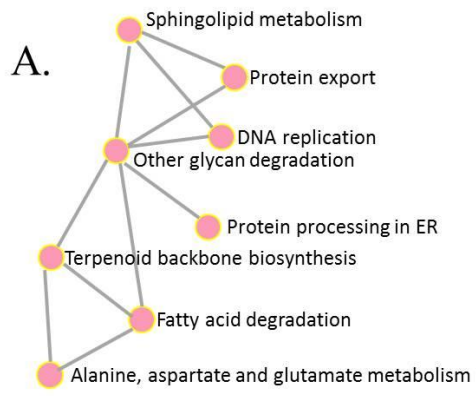 Sphingolipid metabolism
A.
Protein export
DNA replication
Other glycan degradation
Protein processing in ER
Terpenoid backbone biosynthesis
Fatty acid degradation
Alanine, aspartate and glutamate metabolism